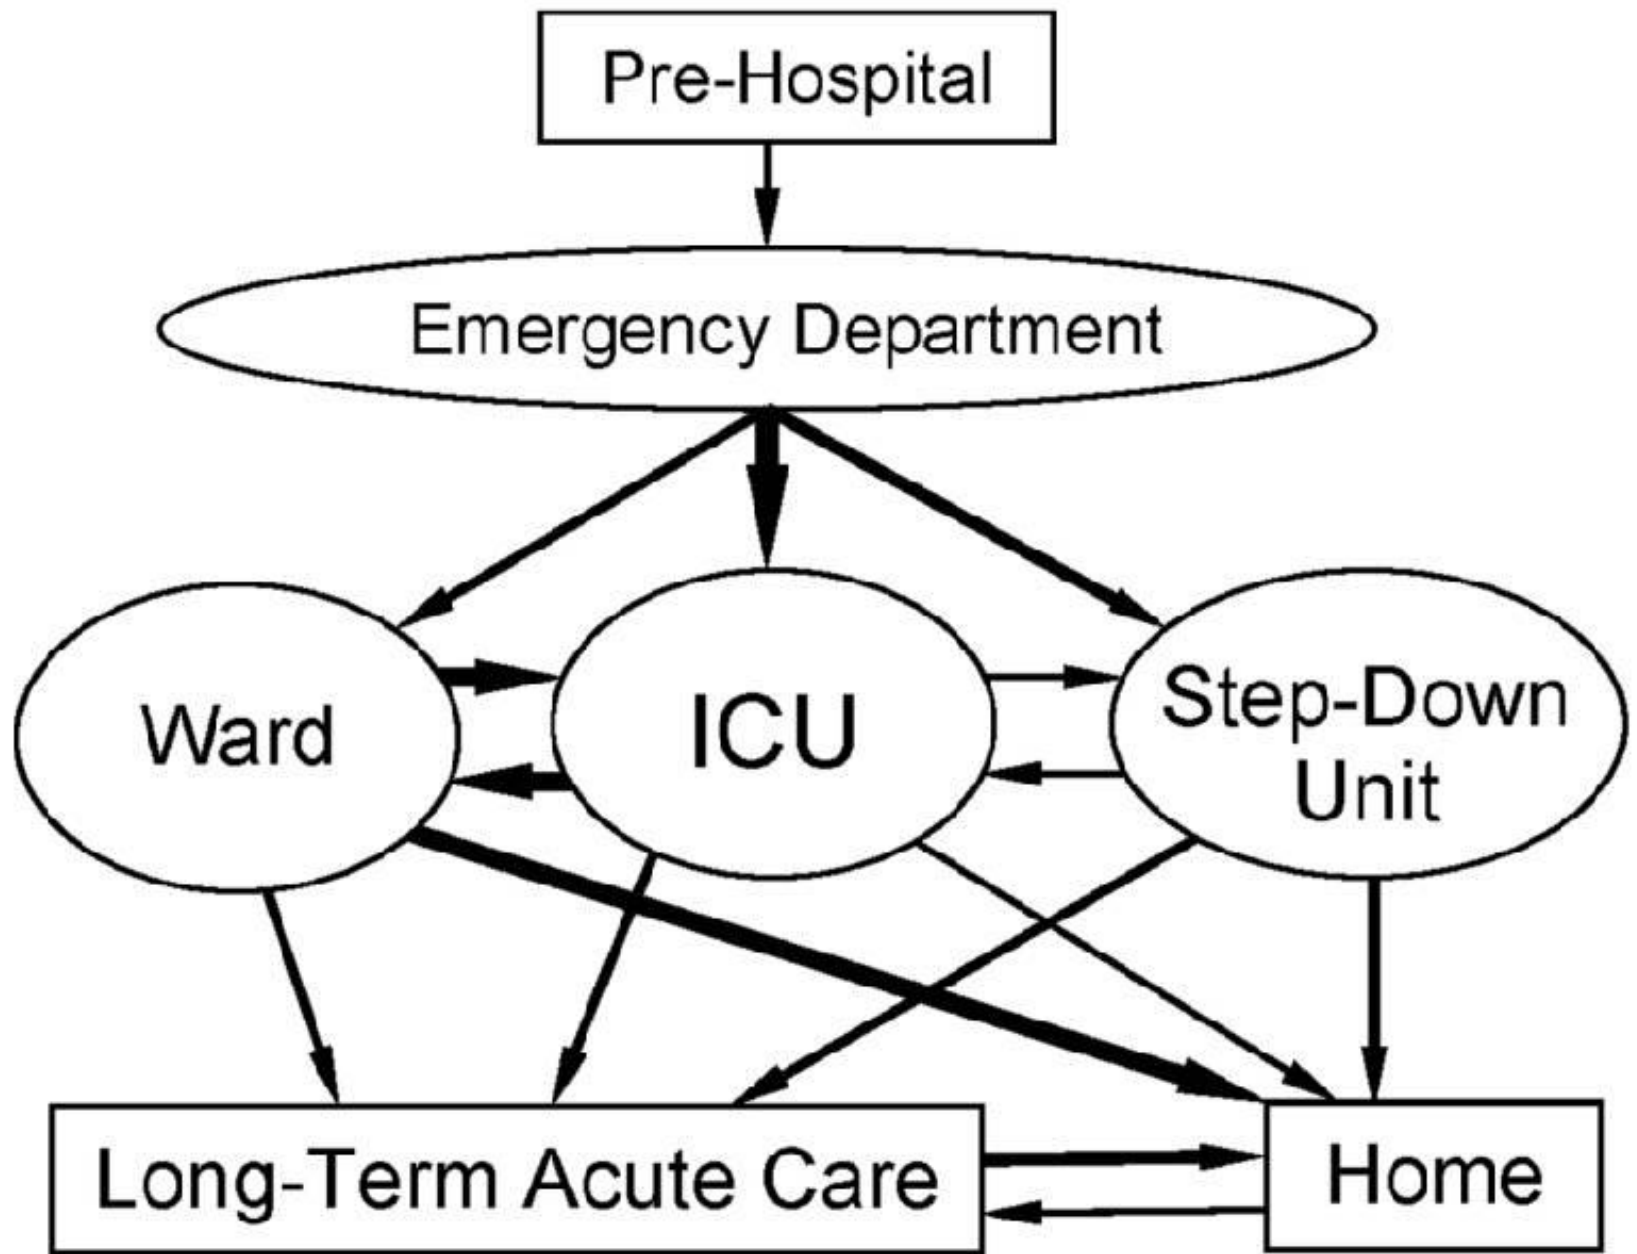 Pre-Hospital
Emergency Department
Ward
ICU
Step-Down
Unit
Long-Term Acute Care
Home